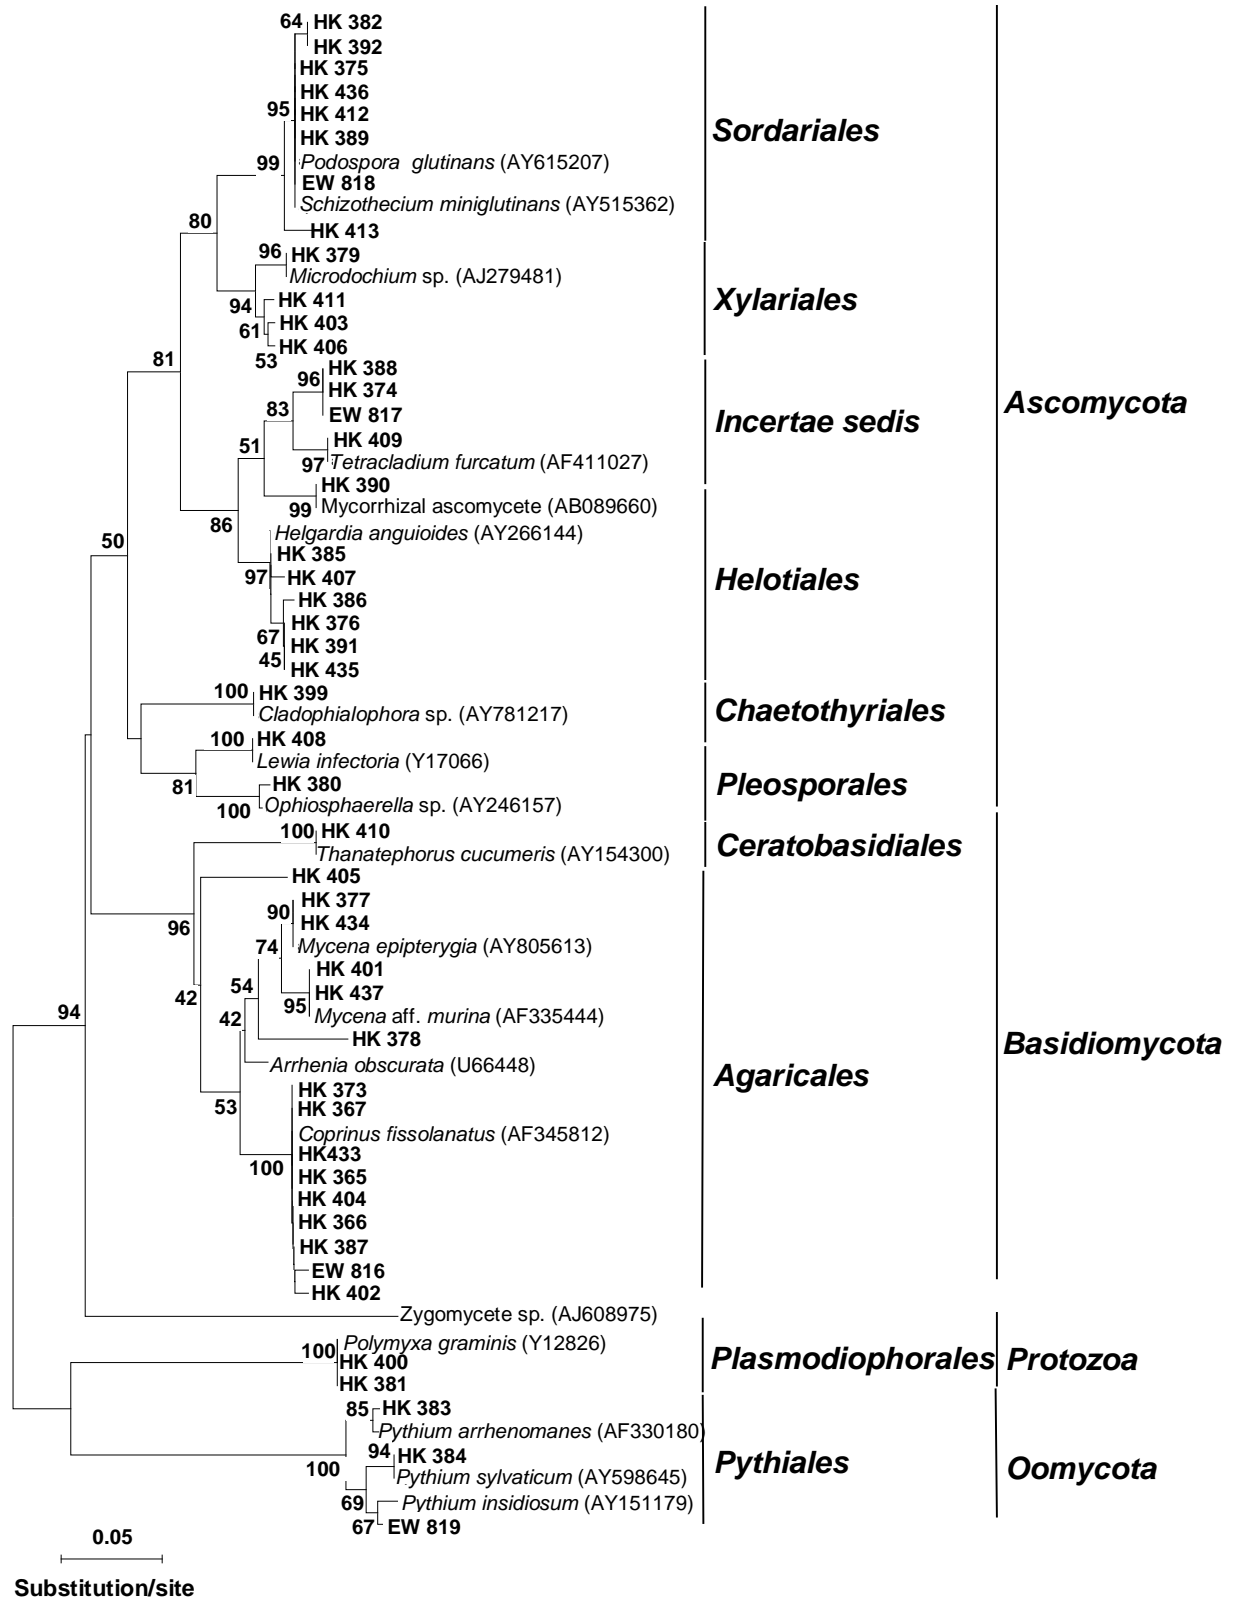 64 HK 382
HK 392
HK 375
HK 436
95 HK 412
HK 389
Sordariales
99 Podospora glutinans (AY615207)
EW 818
Schizothecium miniglutinans (AY515362)
80
HK 413
96 HK 379
Microdochium sp. (AJ279481)
94 HK 411
Xylariales
61 HK 403
53 HK 406
81
96 HK 388
HK 374
Ascomycota
83 EW 817
Incertae sedis
51 HK 409
97 Tetracladium furcatum (AF411027)
HK 390
99 Mycorrhizal ascomycete (AB089660)
86
Helgardia anguioides (AY266144)
50
HK 385
97 HK 407
Helotiales
HK 386
HK 376
67 HK 391
45 HK 435
100 HK 399
Cladophialophora sp. (AY781217)
Chaetothyriales
100 HK 408
Lewia infectoria (Y17066)
81 HK 380
Pleosporales
100 Ophiosphaerella sp. (AY246157)
100 HK 410
Thanatephorus cucumeris (AY154300)
Ceratobasidiales
HK 405
HK 377
90 HK 434
96
74 Mycena epipterygia (AY805613)
HK 401
54 HK 437
42
95 Mycena aff. murina (AF335444)
94
42 HK 378
Basidiomycota
Arrhenia obscurata (U66448)
Agaricales
HK 373
53 HK 367
Coprinus fissolanatus (AF345812)
HK433
100 HK 365
HK 404
HK 366
HK 387
EW 816
HK 402
Zygomycete sp. (AJ608975)
Polymyxa graminis (Y12826)
100 HK 400
Plasmodiophorales Protozoa
HK 381
85 HK 383
Pythium arrhenomanes (AF330180)
94 HK 384
Pythiales
100 Pythium sylvaticum (AY598645)
Oomycota
69 Pythium insidiosum (AY151179)
67 EW 819
0.05
Substitution/site